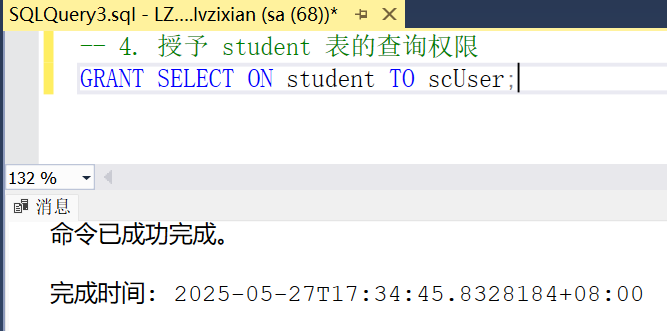 SQLQuery3.sql - LZ....lvzixian (sa (68))*
-- 4. 授予 student 表的查询权限
GRANT SELECT ON student TO scUser;
132 %
消息
命令已成功完成。
完成时间: 2025-05-27T17:34:45.8328184+08:00